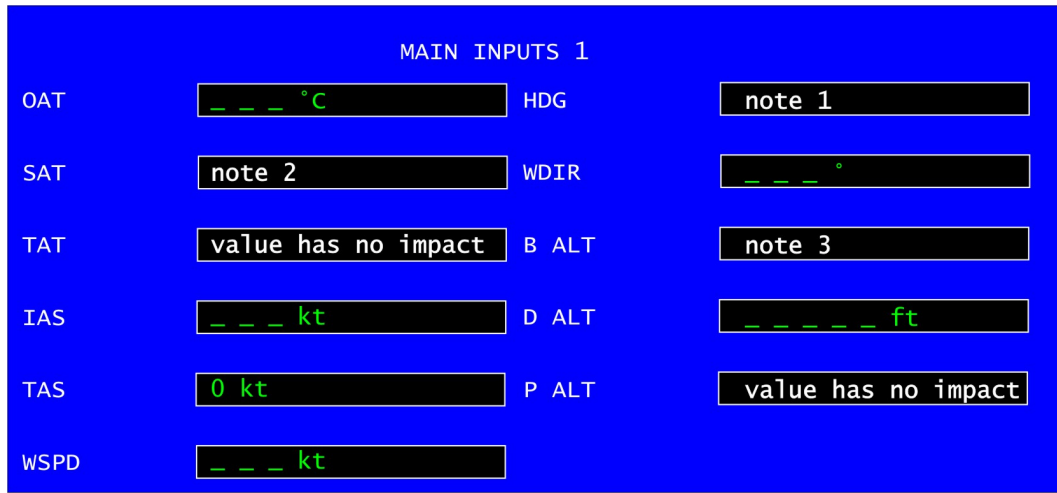 MAIN INPUTS 1
OAT _ _ _ °C HDG note 1
SAT note 2 WDIR _ _ _ °
TAT value has no impact B ALT note 3
IAS _ _ _ kt D ALT _ _ _ _ _ ft
TAS 0 kt P ALT value has no impact
WSPD _ _ _ kt